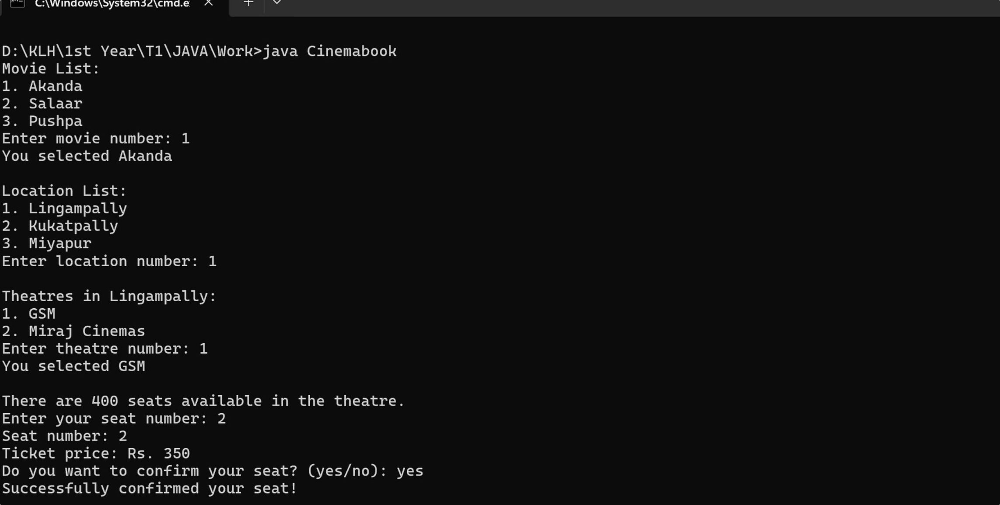 C:\Windows\System32\cmd.e
D:\KLH\1st Year\T1\JAVA\Work>java Cinemabook
Movie List:
1. Akanda
2. Salaar
3. Pushpa
Enter movie number: 1
You selected Akanda
Location List:
1. Lingampally
2. Kukatpally
3. Miyapur
Enter location number: 1
Theatres in Lingampally:
1. GSM
2. Miraj Cinemas
Enter theatre number: 1
You selected GSM
There are 400 seats available in the theatre.
Enter your seat number: 2
Seat number: 2
Ticket price: Rs. 350
Do you want to confirm your seat? (yes/no): yes
Successfully confirmed your seat!